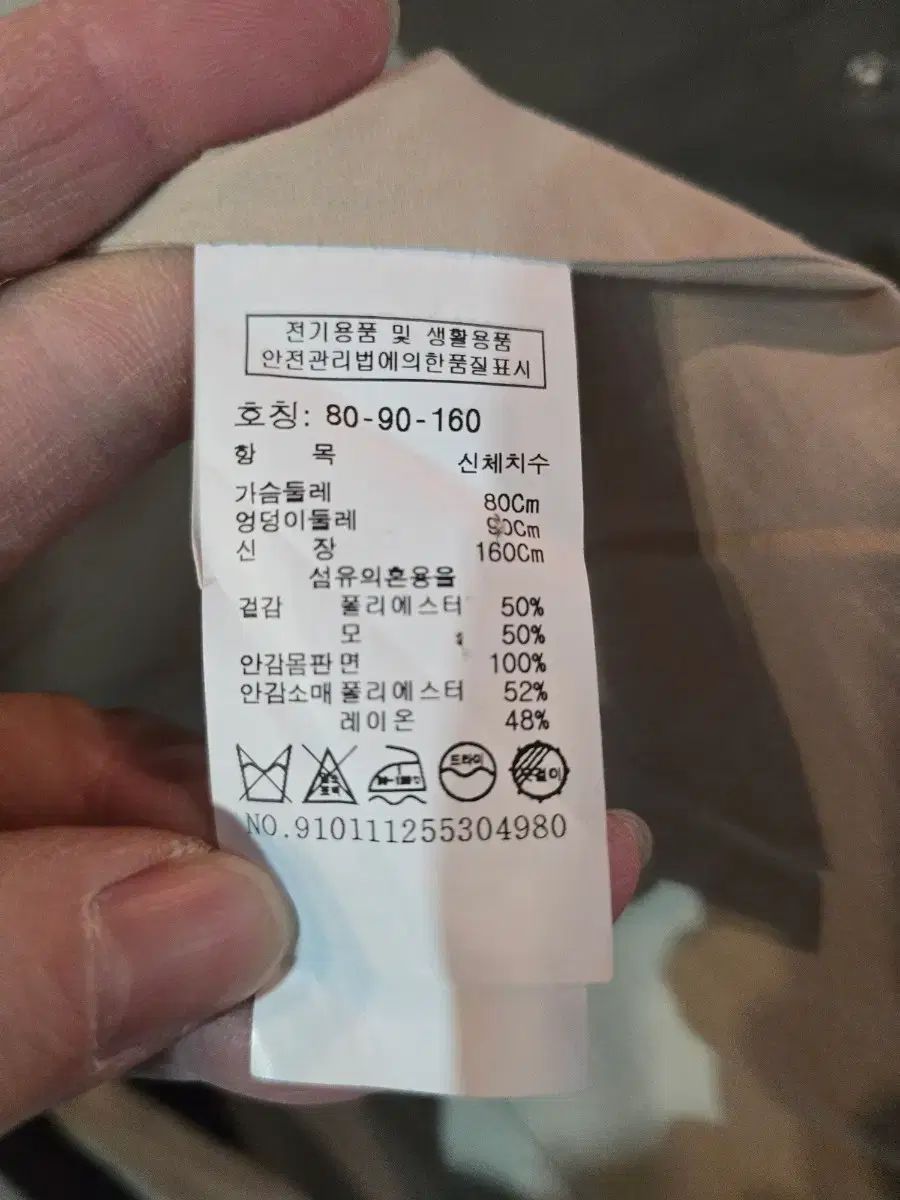 전기용품 및 생활용품
안전관리법에의한품질표시
호칭: 80-90-160
항 목 신체치수
가슴둘레 80Cm
엉덩이둘레 90Cm
신 장 160Cm
섬유의혼용율
겉감 폴리에스터 50%
모 50%
안감몸판 면 100%
안감소매 폴리에스터 52%
레이온 48%
드라이 옷걸이
NO.910111255304980